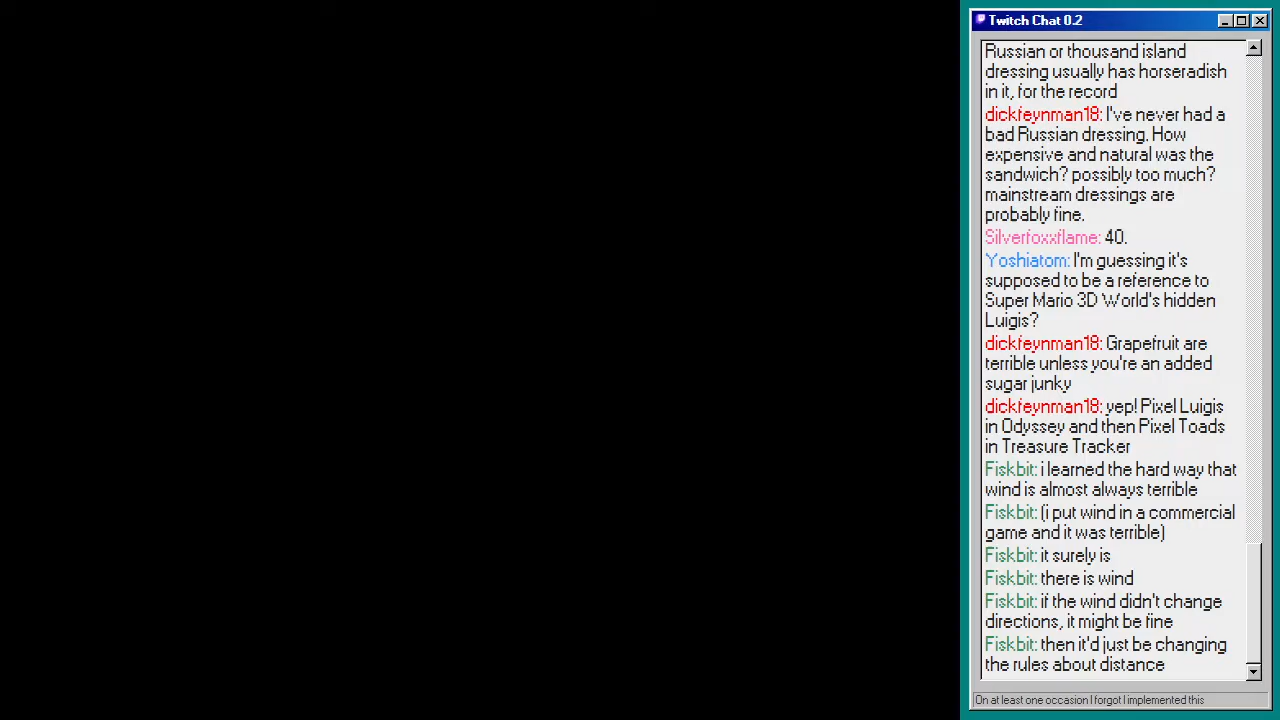 Twitch Chat 0.2
Russian or thousand island
dressing usually has horseradish
in it, for the record
dickfeynman18: I've never had a
bad Russian dressing. How
expensive and natural was the
sandwich? possibly too much?
mainstream dressings are
probably fine.
Silverfoxxflame: 40.
Yoshiatom: I'm guessing it's
supposed to be a reference to
Super Mario 3D World's hidden
Luigis?
dickfeynman18: Grapefruit are
terrible unless you're an added
sugar junky
dickfeynman18: yep! Pixel Luigis
in Odyssey and then Pixel Toads
in Treasure Tracker
Fiskbit: i learned the hard way that
wind is almost always terrible
Fiskbit: (i put wind in a commercial
game and it was terrible)
Fiskbit: it surely is
Fiskbit: there is wind
Fiskbit: if the wind didn't change
directions, it might be fine
Fiskbit: then it'd just be changing
the rules about distance
On at least one occasion I forgot I implemented this